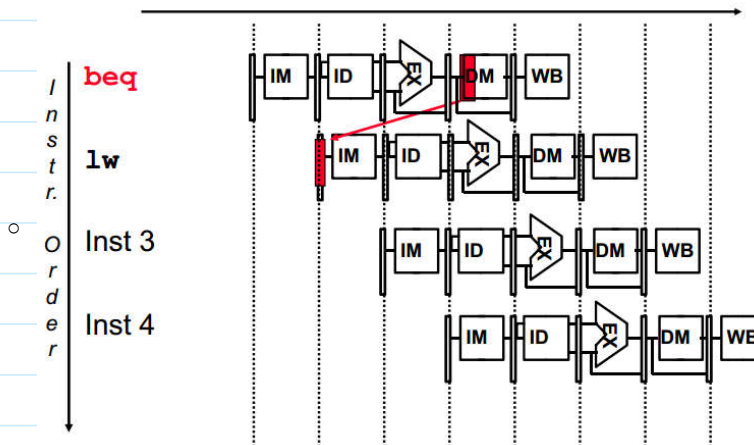 beq IM ID EX DM WB
lw IM ID EX DM WB
Inst 3 IM ID EX DM WB
Inst 4 IM ID EX DM WB
Instr. Order